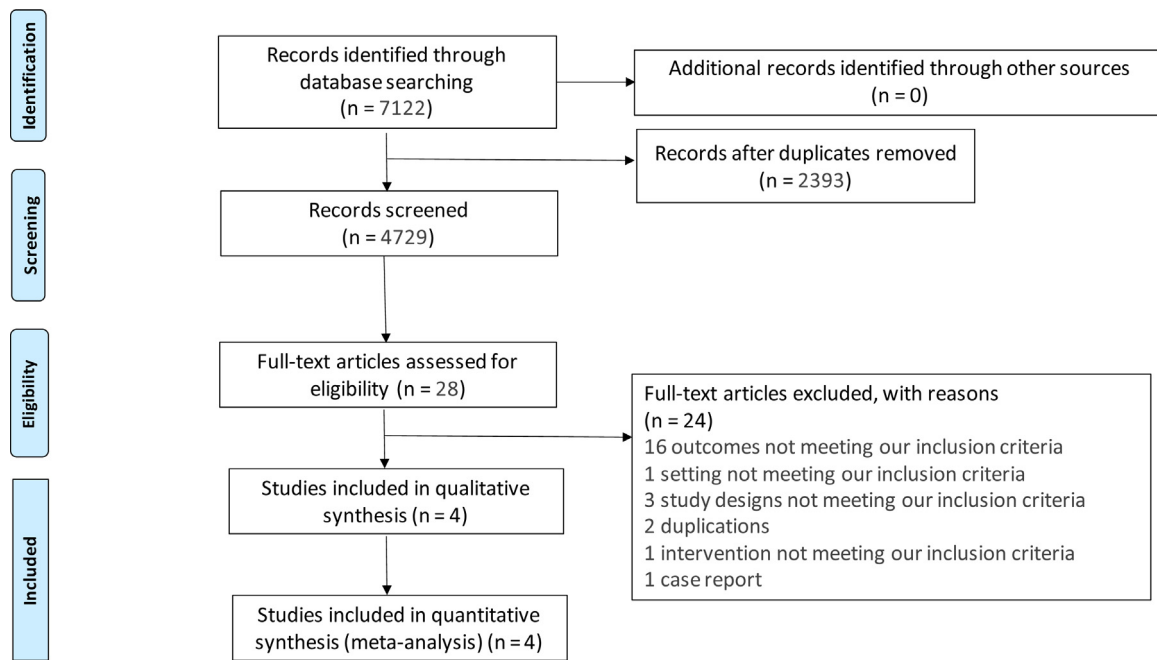 Identification
Records identified through
database searching
(n = 7122)
Additional records identified through other sources
(n = 0)
Records after duplicates removed
(n = 2393)
Screening
Records screened
(n = 4729)
Eligibility
Full-text articles assessed for
eligibility (n = 28)
Full-text articles excluded, with reasons
(n = 24)
16 outcomes not meeting our inclusion criteria
1 setting not meeting our inclusion criteria
3 study designs not meeting our inclusion criteria
2 duplications
1 intervention not meeting our inclusion criteria
1 case report
Included
Studies included in qualitative
synthesis (n = 4)
Studies included in quantitative
synthesis (meta-analysis) (n = 4)